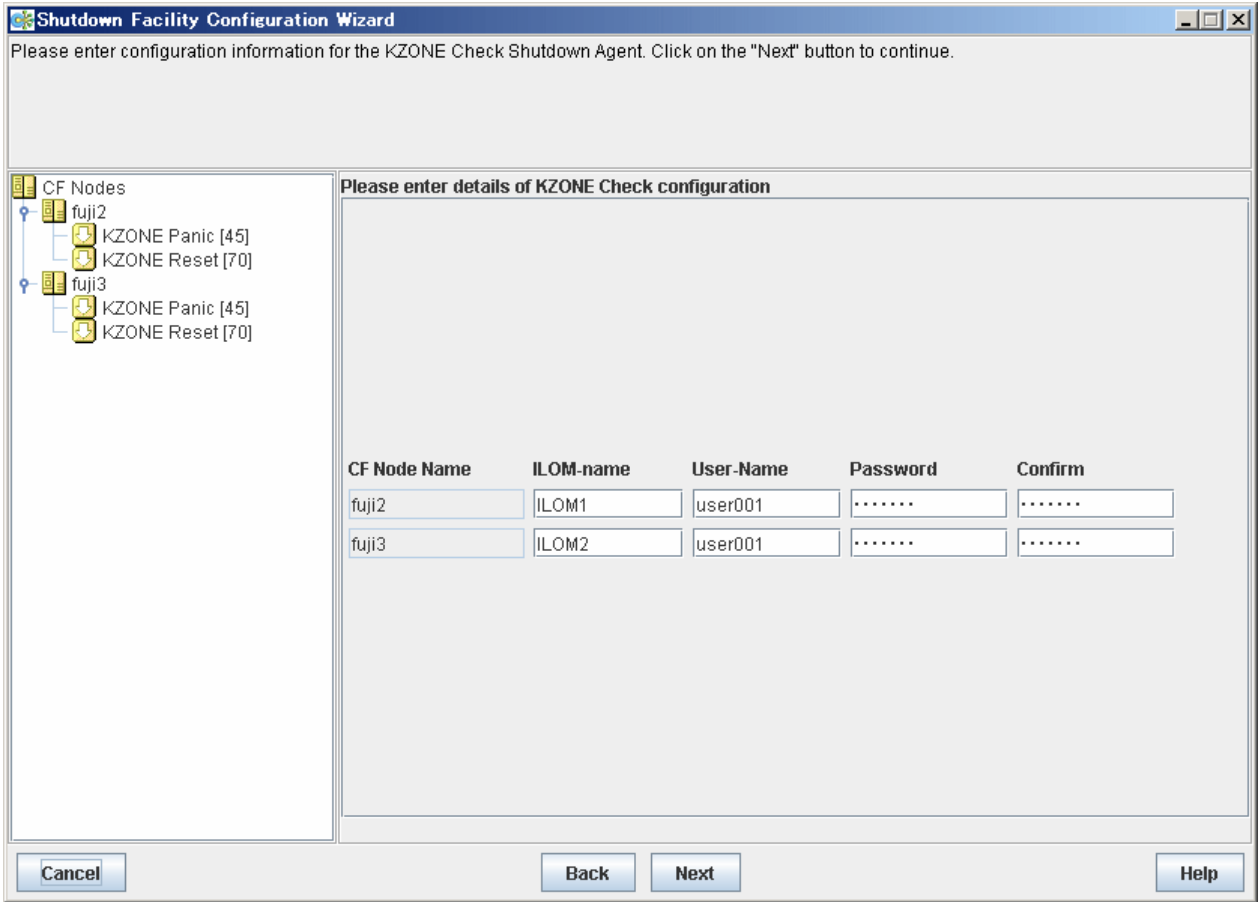 Shutdown Facility Configuration Wizard
Please enter configuration information for the KZONE Check Shutdown Agent. Click on the "Next" button to continue.
CF Nodes
fuji2
KZONE Panic [45]
KZONE Reset [70]
fuji3
KZONE Panic [45]
KZONE Reset [70]
Please enter details of KZONE Check configuration
CF Node Name ILOM-name User-Name Password Confirm
fuji2 ILOM1 user001 ······· ·······
fuji3 ILOM2 user001 ······· ·······
Cancel Back Next Help